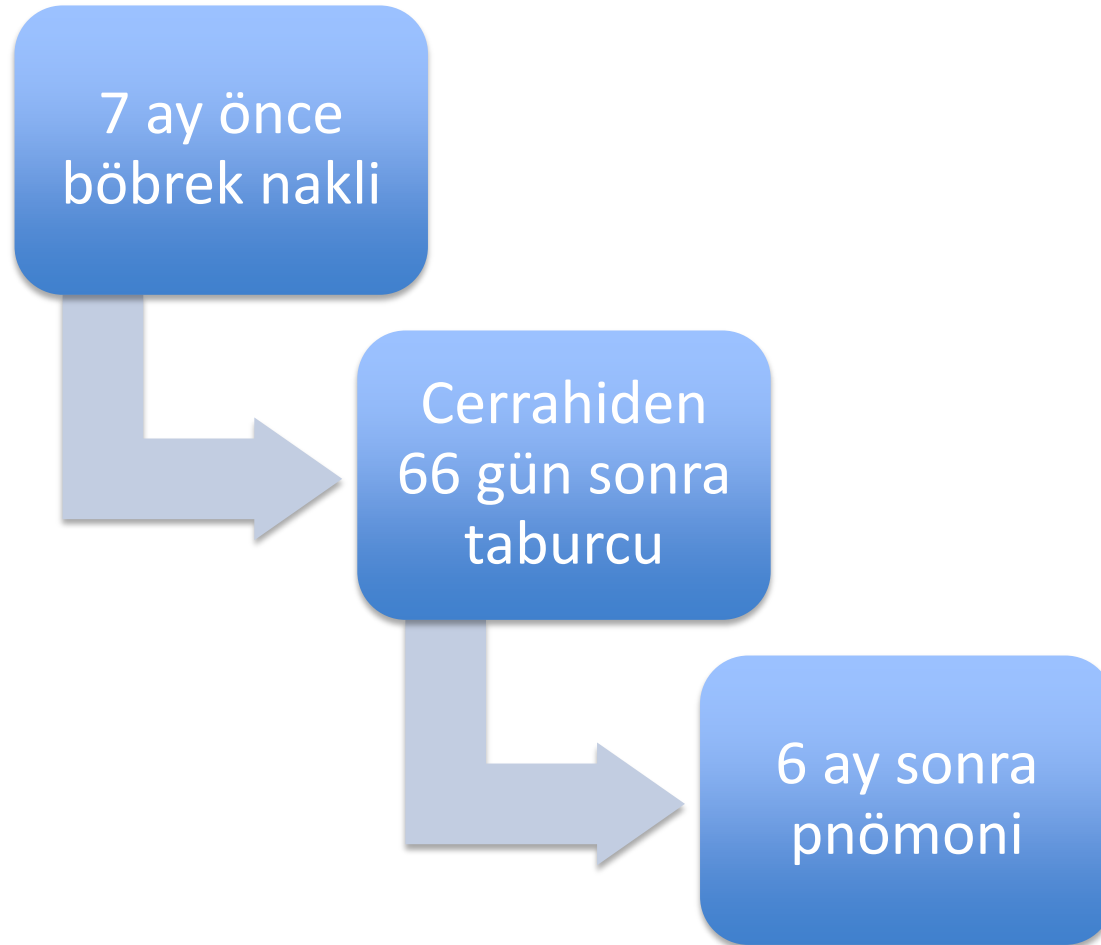 7 ay önce
böbrek nakli
Cerrahiden
66 gün sonra
taburcu
6 ay sonra
pnömoni